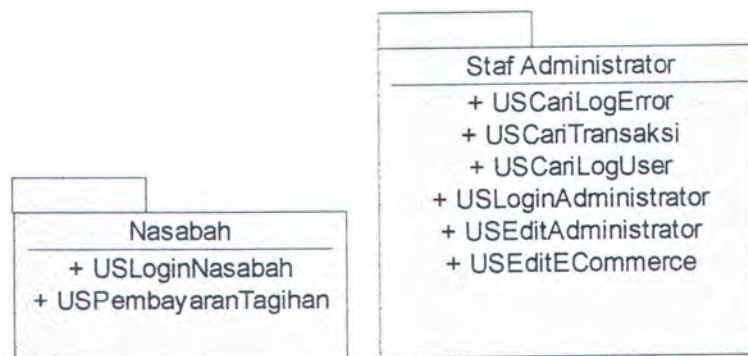 Nasabah
+ USLoginNasabah
+ USPembayaranTagihan
Staf Administrator
+ USCariLogError
+ USCariTransaksi
+ USCariLogUser
+ USLoginAdministrator
+ USEditAdministrator
+ USEditECommerce